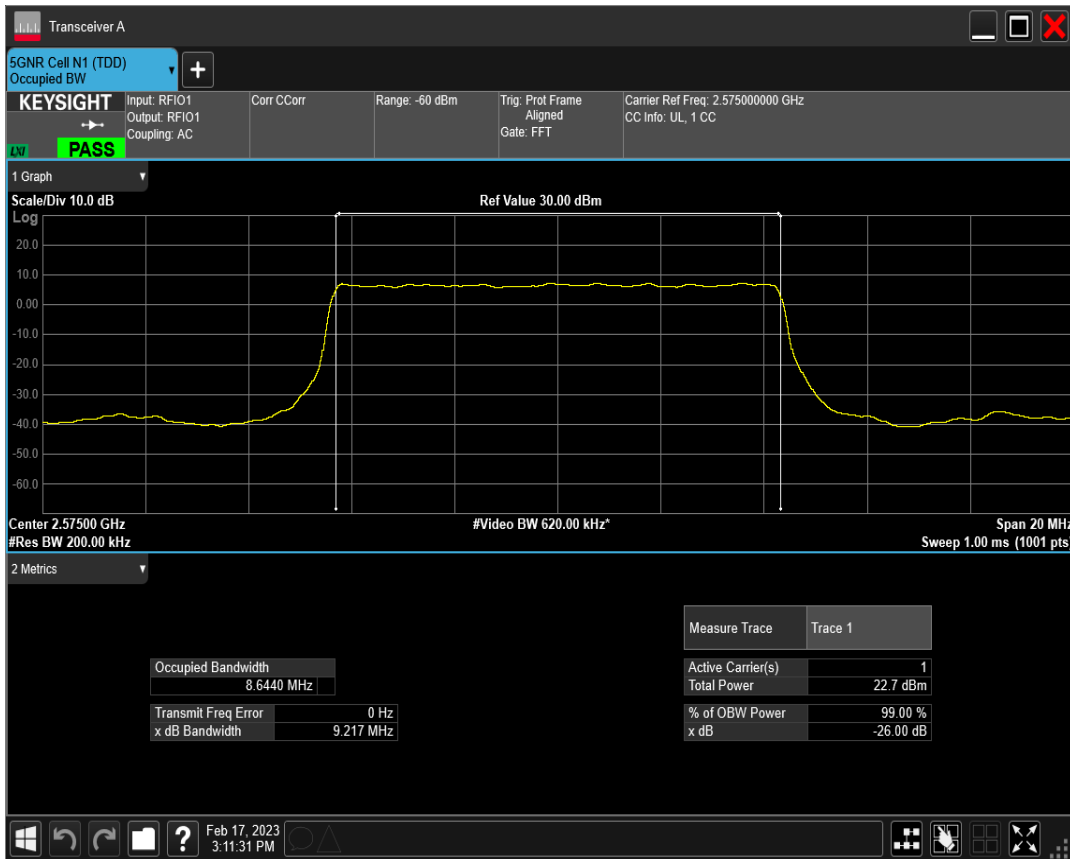 Transceiver A
5GNR Cell N1 (TDD)
Occupied BW
+
KEYSIGHT
LXI
PASS
Input: RFIO1
Output: RFIO1
Coupling: AC
Corr CCorr
Range: -60 dBm
Trig: Prot Frame
Aligned
Gate: FFT
Carrier Ref Freq: 2.575000000 GHz
CC Info: UL, 1 CC
1 Graph
Scale/Div 10.0 dB
Ref Value 30.00 dBm
Log
20.0
10.0
0.00
-10.0
-20.0
-30.0
-40.0
-50.0
-60.0
Center 2.57500 GHz
#Video BW 620.00 kHz*
Span 20 MHz
#Res BW 200.00 kHz
Sweep 1.00 ms (1001 pts)
2 Metrics
Measure Trace Trace 1
Occupied Bandwidth
8.6440 MHz
Active Carrier(s) 1
Total Power 22.7 dBm
Transmit Freq Error 0 Hz
x dB Bandwidth 9.217 MHz
% of OBW Power 99.00 %
x dB -26.00 dB
?
Feb 17, 2023
3:11:31 PM